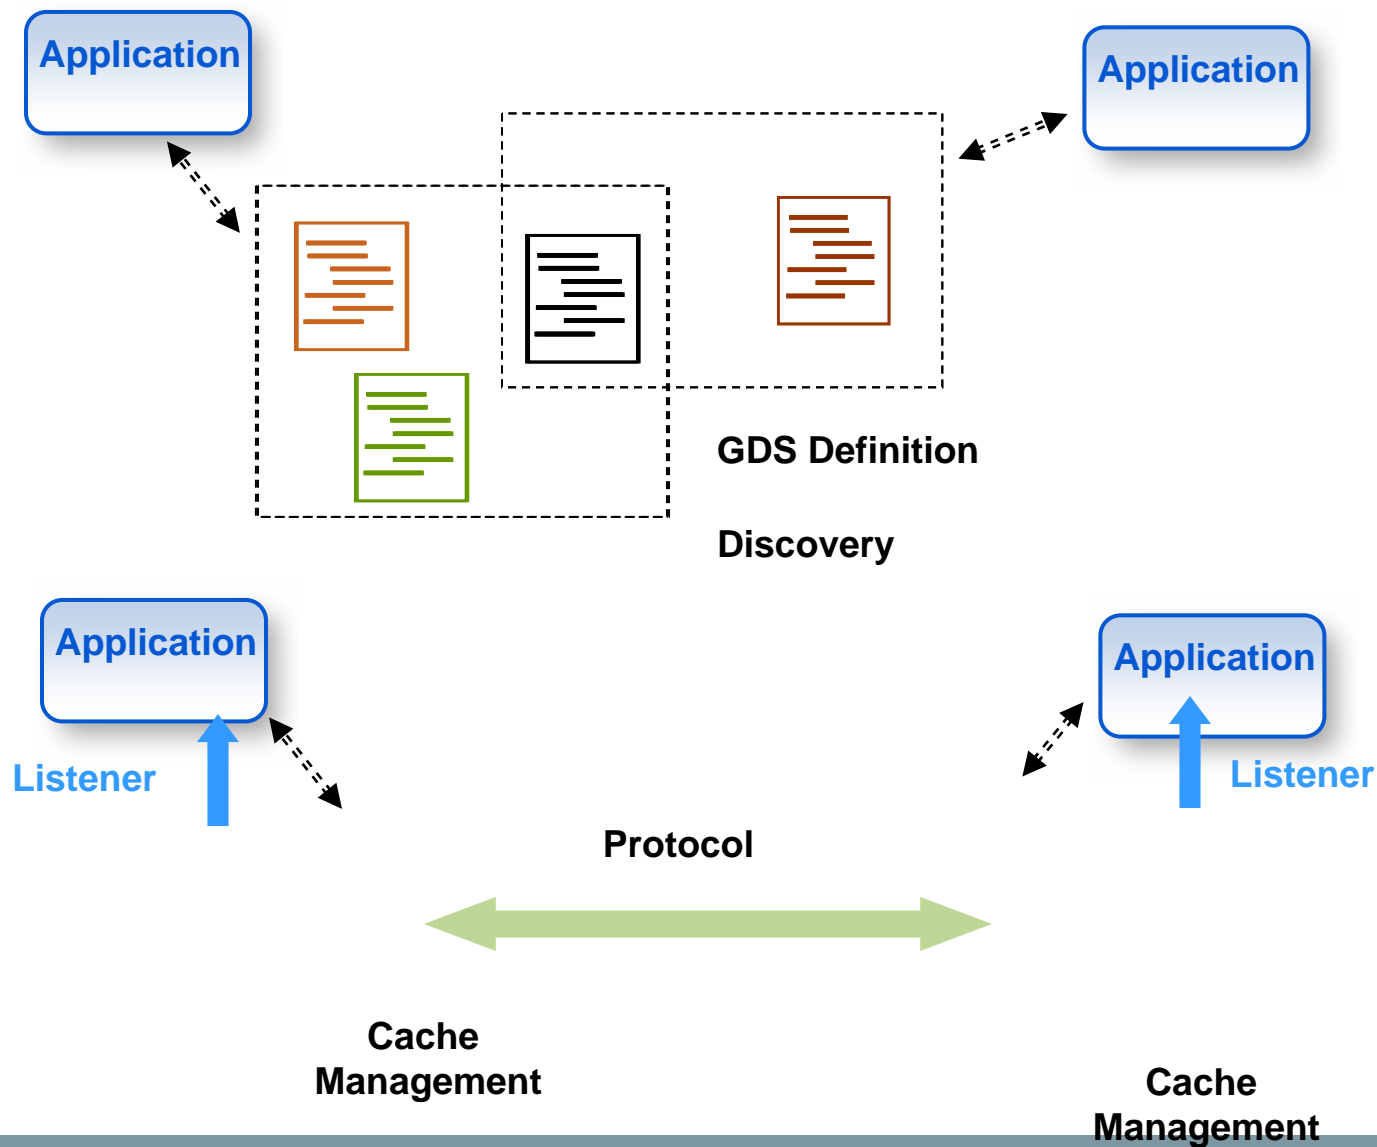 Application
Application
GDS Definition
Discovery
Application
Application
Listener
Listener
Protocol
Cache
Management
Cache
Management